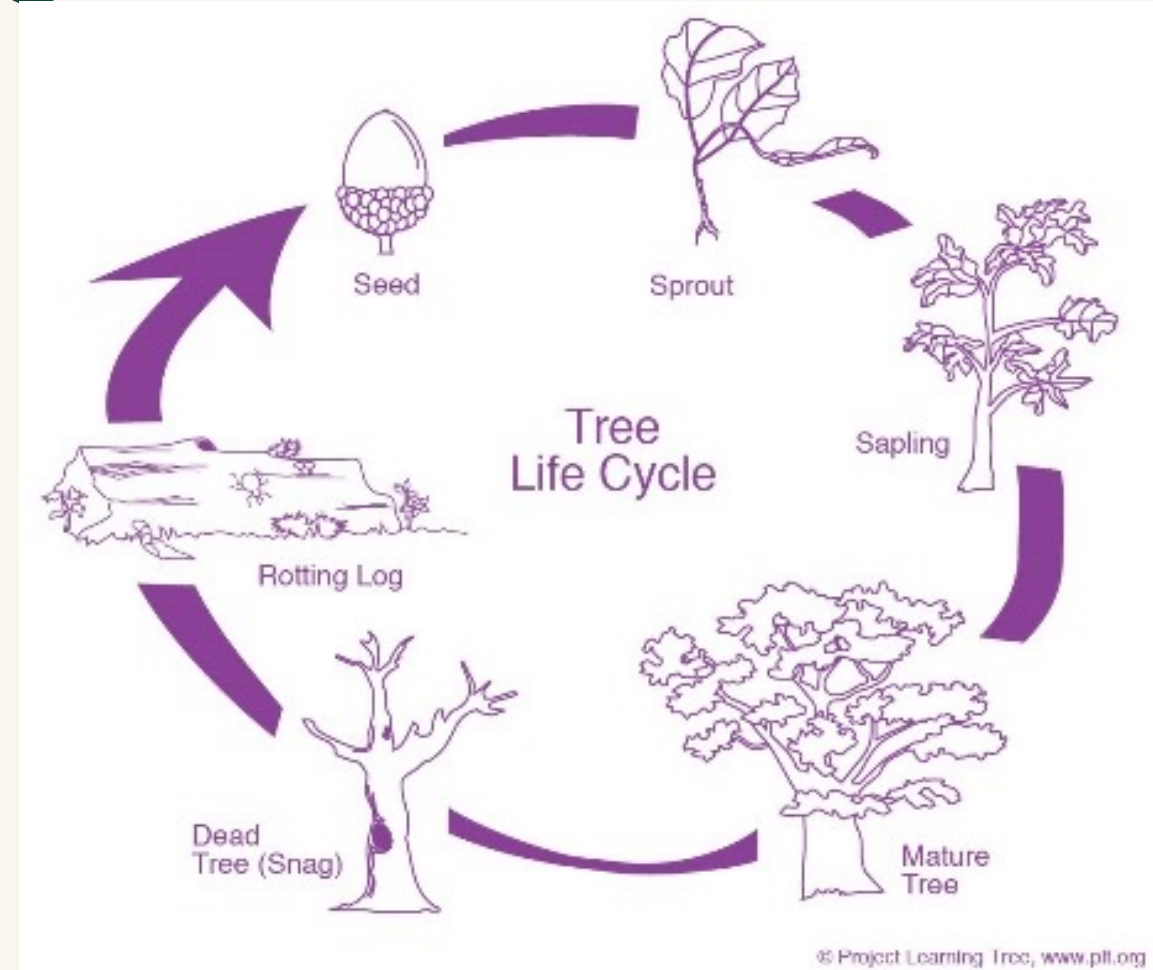 Seed
Sprout
Sapling
Tree
Life Cycle
Rotting Log
Dead
Tree (Snag)
Mature
Tree
© Project Learning Tree, www.plt.org